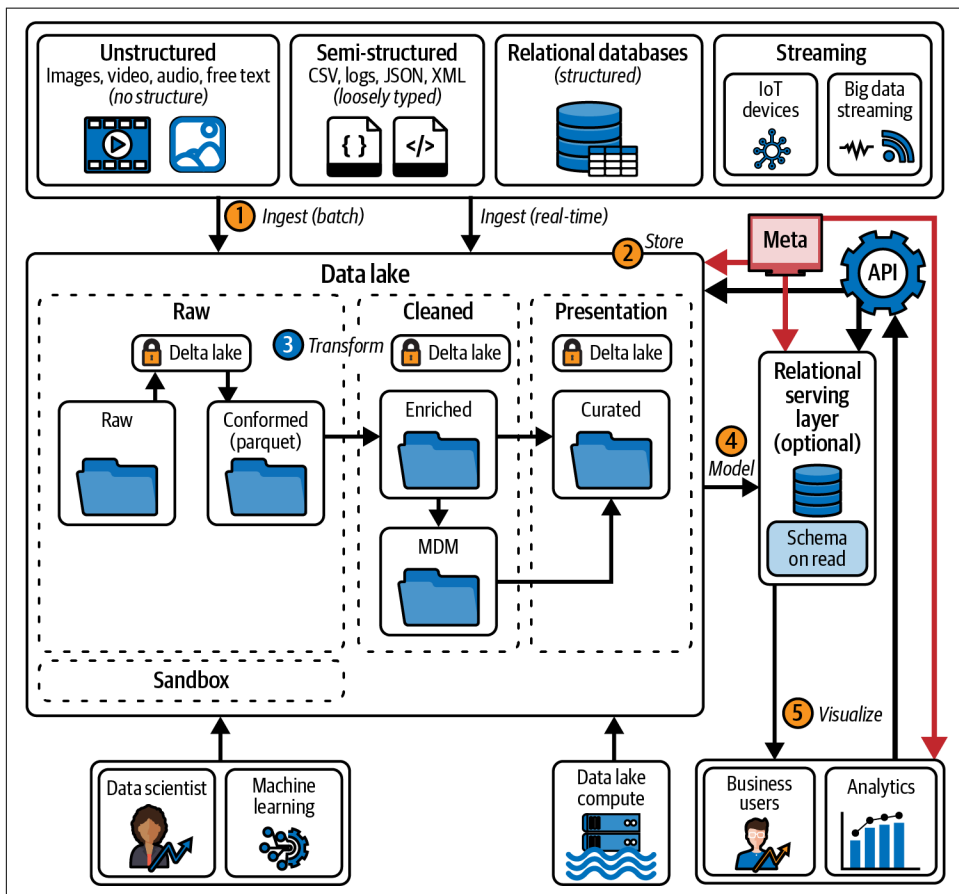 Unstructured
Images, video, audio, free text
(no structure)
Semi-structured
CSV, logs, JSON, XML
(loosely typed)
{ }
</>
Relational databases
(structured)
Streaming
IoT
devices
Big data
streaming
1 Ingest (batch)
Ingest (real-time)
2 Store
Meta
API
Data lake
Raw
Delta lake
3 Transform
Raw
Conformed
(parquet)
Cleaned
Delta lake
Enriched
MDM
Presentation
Delta lake
Curated
Sandbox
4
Model
Relational
serving
layer
(optional)
Schema
on read
5 Visualize
Data scientist
Machine
learning
Data lake
compute
Business
users
Analytics